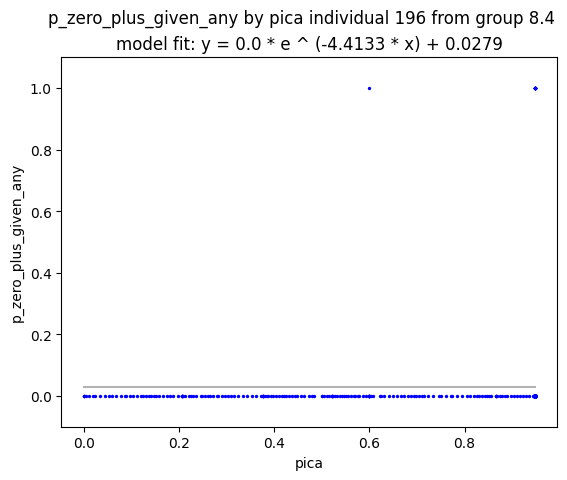 p_zero_plus_given_any by pica individual 196 from group 8.4
model fit: y = 0.0 * e ^ (-4.4133 * x) + 0.0279
1.0
0.8
0.6
0.4
0.2
0.0
p_zero_plus_given_any
0.0 0.2 0.4 0.6 0.8
pica